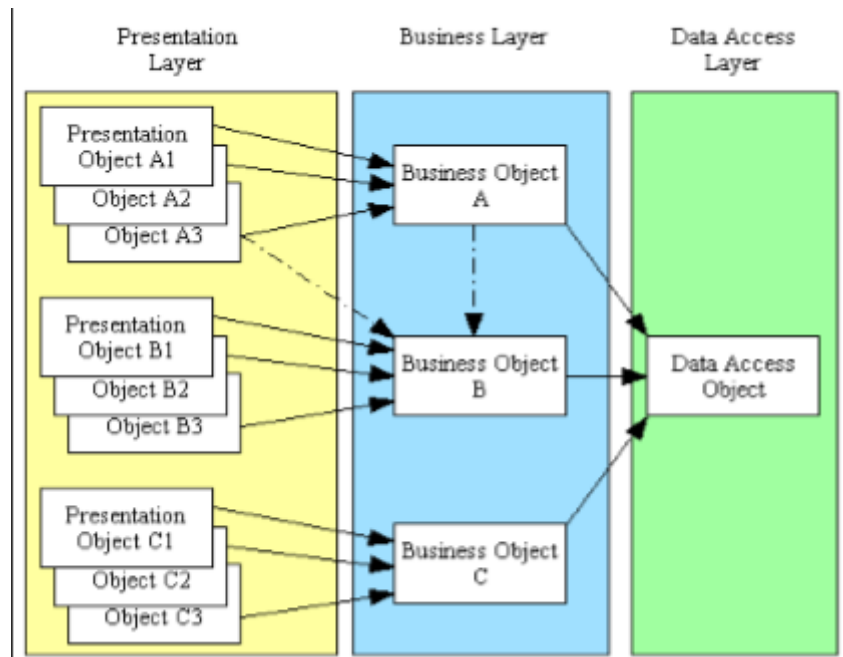 Presentation
Layer
Business Layer
Data Access
Layer
Presentation
Object A1
Object A2
Object A3
Business Object
A
Presentation
Object B1
Object B2
Object B3
Business Object
B
Data Access
Object
Presentation
Object C1
Object C2
Object C3
Business Object
C